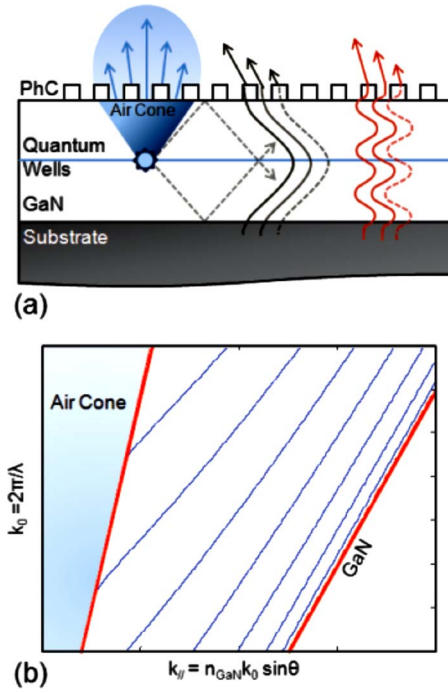 PhC
Air Cone
Quantum
Wells
GaN
Substrate
(a)
Air Cone
k₀ =2π/λ
GaN
(b)
k// = nGaNk₀ sinθ